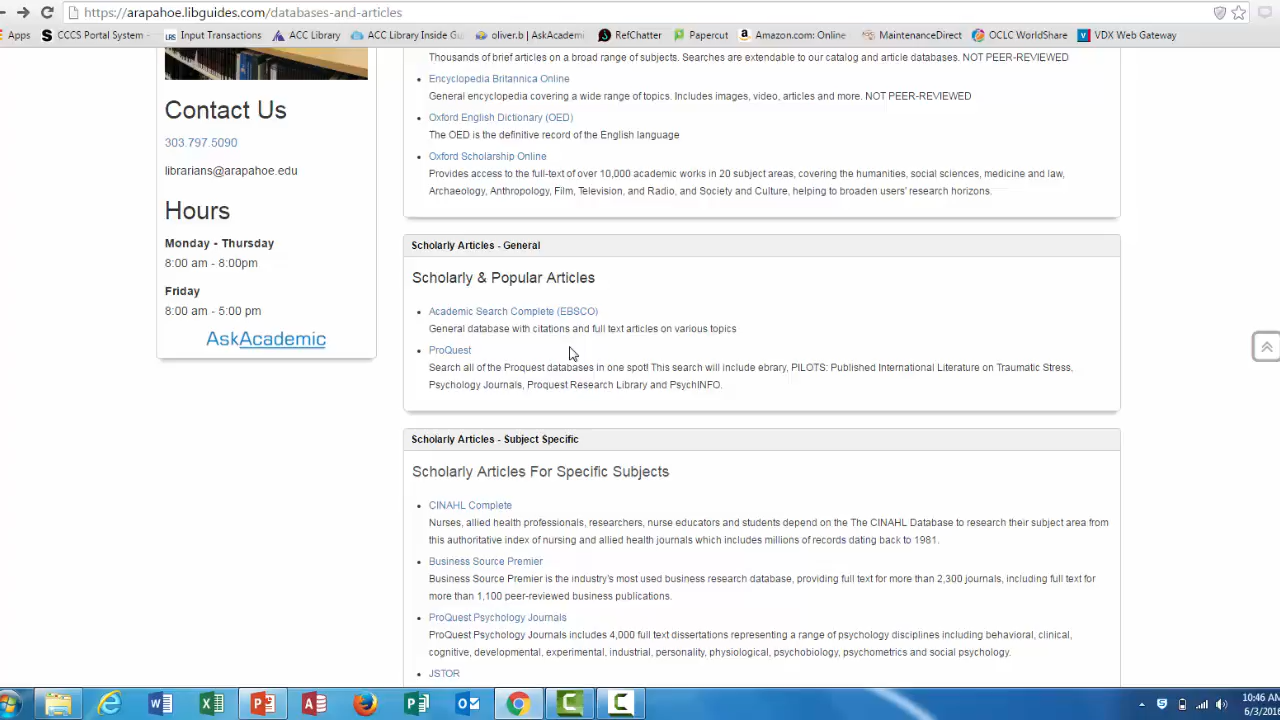 https://arapahoe.libguides.com/databases-and-articles
Apps CCCS Portal System Input Transactions ACC Library ACC Library Inside Gu oliver.b | AskAcademi RefChatter Papercut Amazon.com: Online MaintenanceDirect OCLC WorldShare VDX Web Gateway
Contact Us
303.797.5090
librarians@arapahoe.edu
Hours
Monday - Thursday
8:00 am - 8:00pm
Friday
8:00 am - 5:00 pm
AskAcademic
Thousands of brief articles on a broad range of subjects. Searches are extendable to our catalog and article databases. NOT PEER-REVIEWED
Encyclopedia Britannica Online
General encyclopedia covering a wide range of topics. Includes images, video, articles and more. NOT PEER-REVIEWED
Oxford English Dictionary (OED)
The OED is the definitive record of the English language
Oxford Scholarship Online
Provides access to the full-text of over 10,000 academic works in 20 subject areas, covering the humanities, social sciences, medicine and law,
Archaeology, Anthropology, Film, Television, and Radio, and Society and Culture, helping to broaden users' research horizons.
Scholarly Articles - General
Scholarly & Popular Articles
Academic Search Complete (EBSCO)
General database with citations and full text articles on various topics
ProQuest
Search all of the Proquest databases in one spot! This search will include ebrary, PILOTS: Published International Literature on Traumatic Stress,
Psychology Journals, Proquest Research Library and PsychINFO.
Scholarly Articles - Subject Specific
Scholarly Articles For Specific Subjects
CINAHL Complete
Nurses, allied health professionals, researchers, nurse educators and students depend on the The CINAHL Database to research their subject area from
this authoritative index of nursing and allied health journals which includes millions of records dating back to 1981.
Business Source Premier
Business Source Premier is the industry's most used business research database, providing full text for more than 2,300 journals, including full text for
more than 1,100 peer-reviewed business publications.
ProQuest Psychology Journals
ProQuest Psychology Journals includes 4,000 full text dissertations representing a range of psychology disciplines including behavioral, clinical,
cognitive, developmental, experimental, industrial, personality, physiological, psychobiology, psychometrics and social psychology.
JSTOR
10:46 AM
6/3/2016